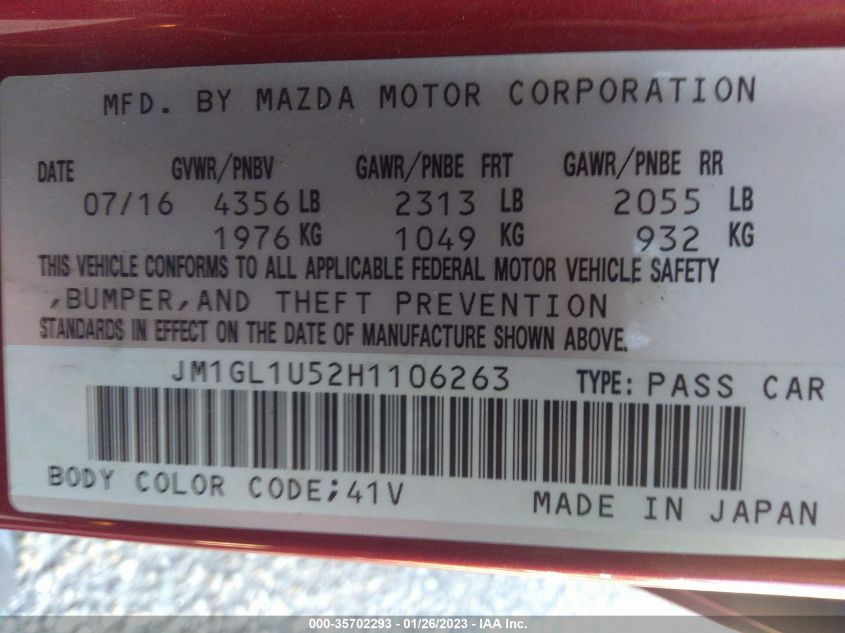 MFD. BY MAZDA MOTOR CORPORATION
DATE GVWR/PNBV GAWR/PNBE FRT GAWR/PNBE RR
07/16 4356 LB 2313 LB 2055 LB
1976 KG 1049 KG 932 KG
THIS VEHICLE CONFORMS TO ALL APPLICABLE FEDERAL MOTOR VEHICLE SAFETY
,BUMPER,AND THEFT PREVENTION
STANDARDS IN EFFECT ON THE DATE OF MANUFACTURE SHOWN ABOVE.
JM1GL1U52H1106263 TYPE: PASS CAR
BODY COLOR CODE;41V MADE IN JAPAN
000-35702293 - 01/26/2023 - IAA Inc.